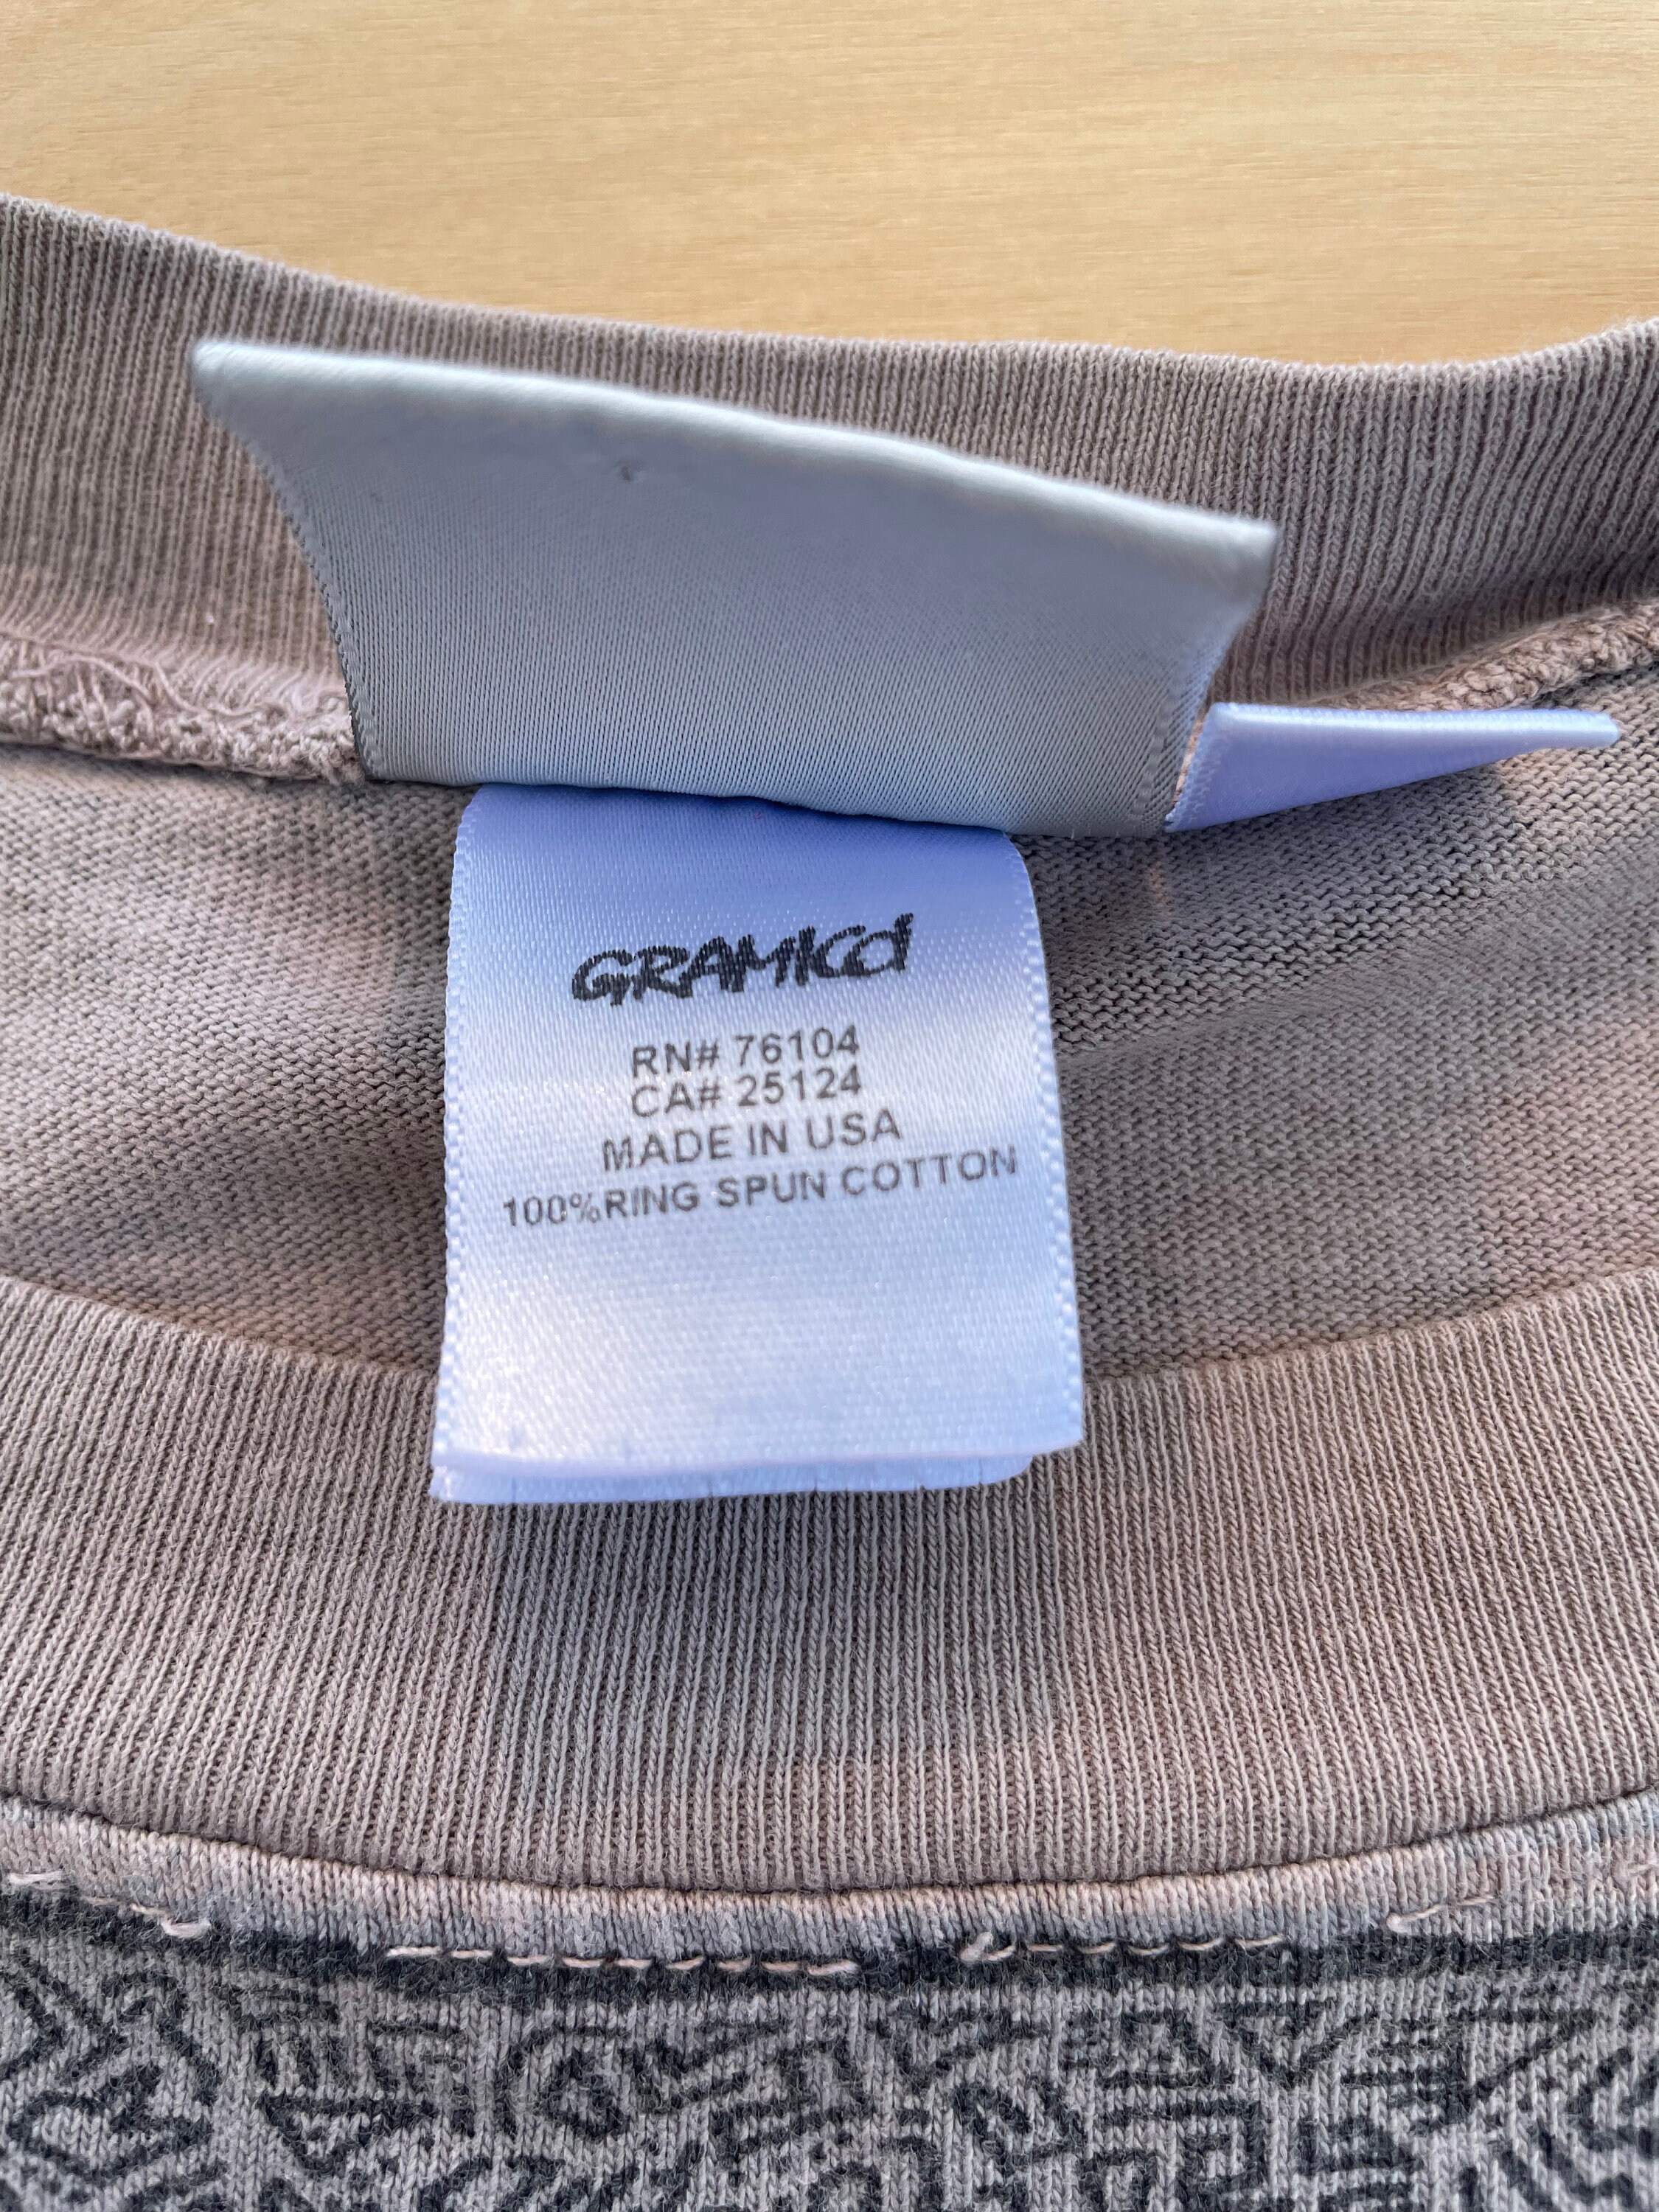 GRAMICCI
RN# 76104
CA# 25124
MADE IN USA
100%RING SPUN COTTON